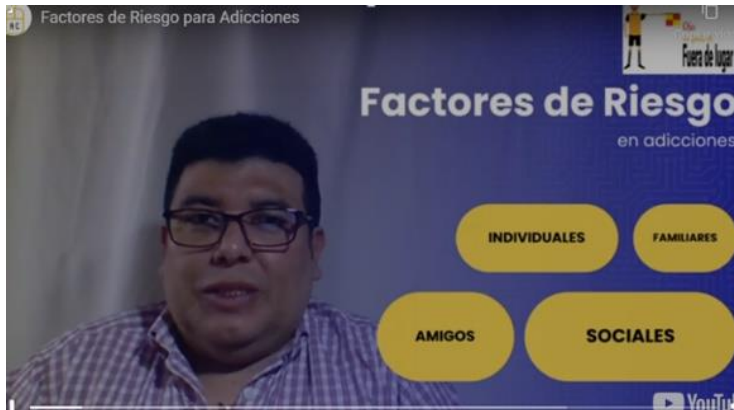 Factores de Riesgo para Adicciones
Fuera de lugar
Factores de Riesgo
en adicciones
INDIVIDUALES
FAMILIARES
AMIGOS
SOCIALES